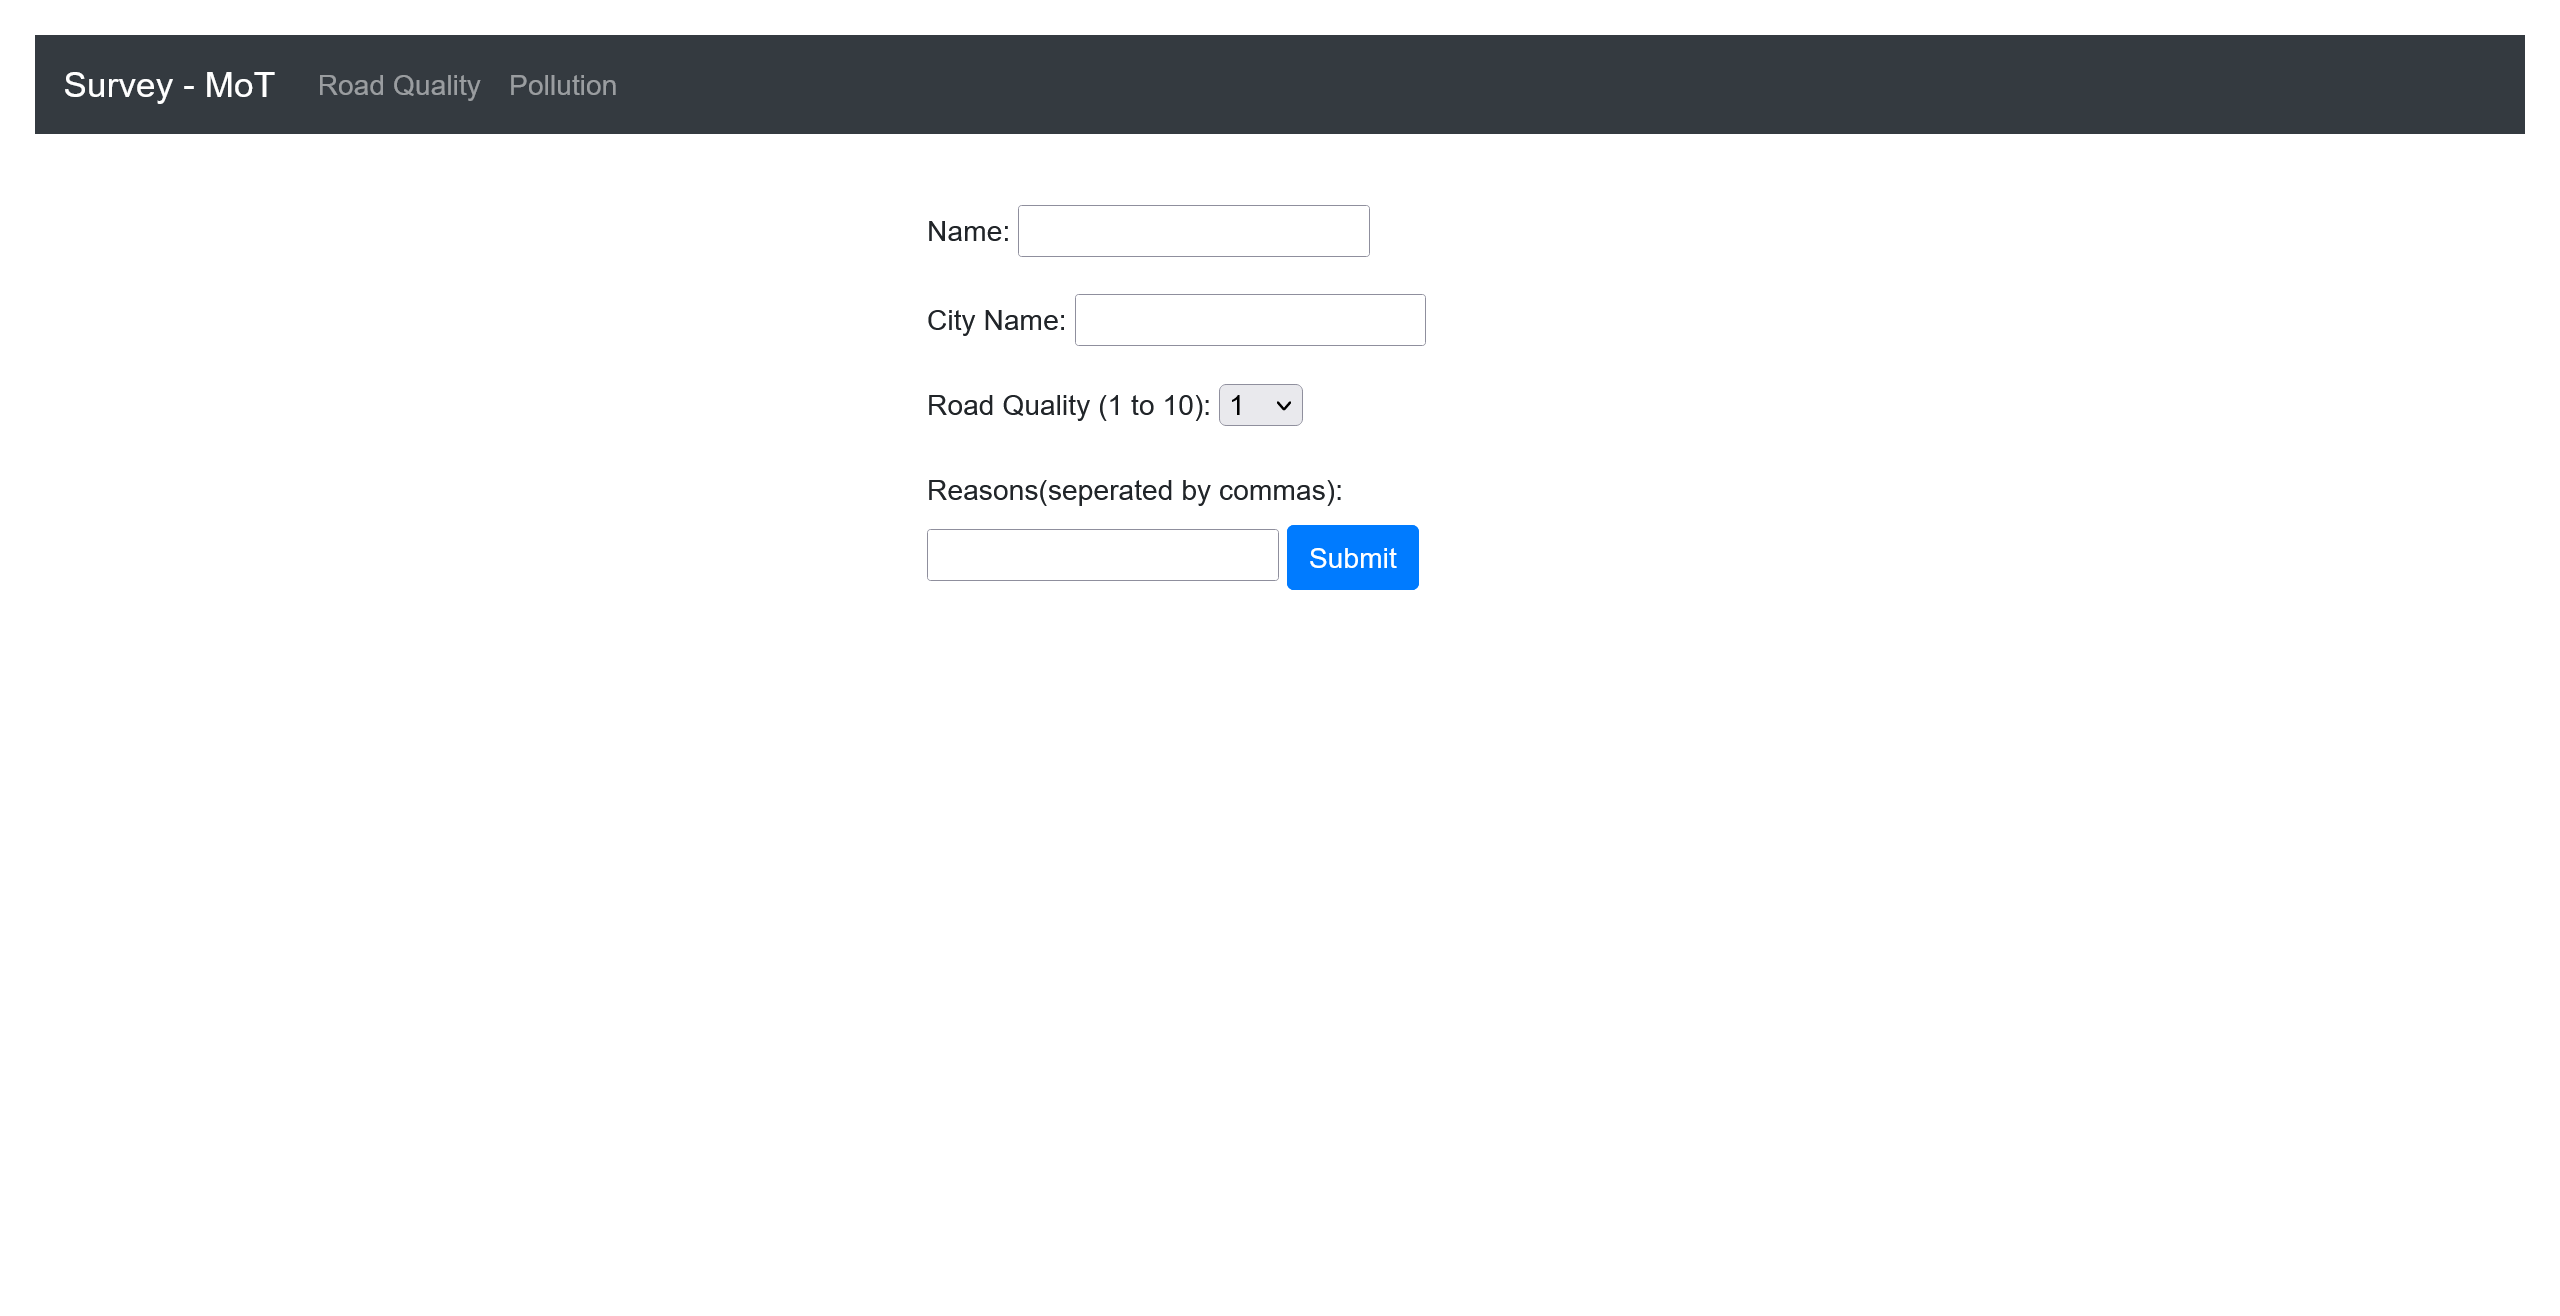 Survey - MoT Road Quality Pollution
Name:
City Name:
Road Quality (1 to 10): 1
Reasons(seperated by commas):
Submit